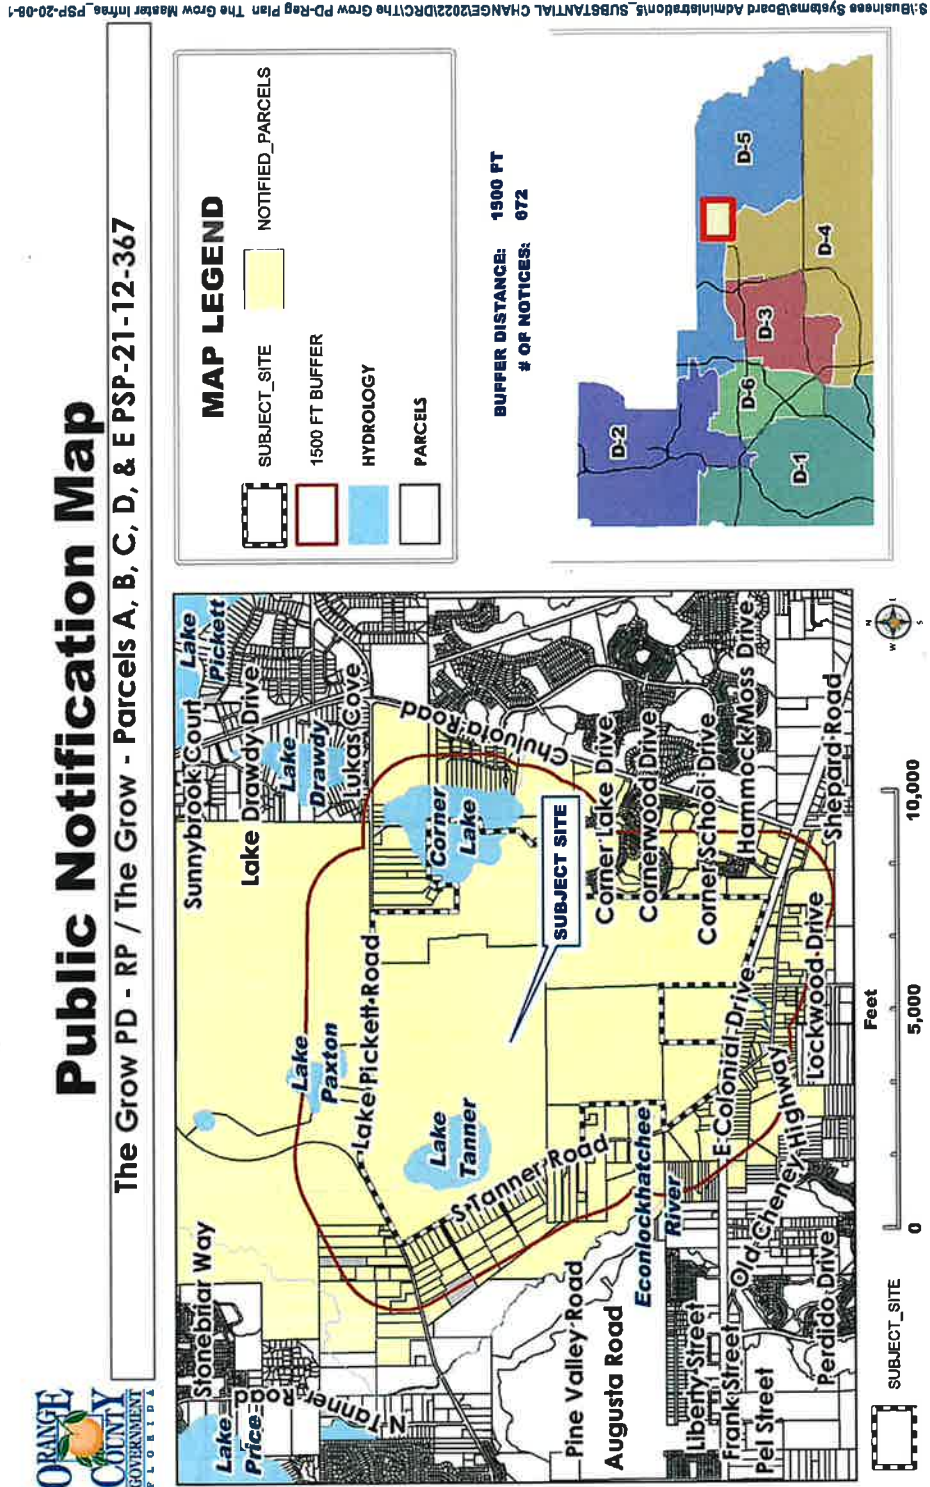 ORANGE
COUNTY
GOVERNMENT
FLORIDA
Public Notification Map
The Grow PD - RP / The Grow - Parcels A, B, C, D, & E PSP-21-12-367
Lake
Price
N Tanner
Road
Stonebriar Way
Sunnybrook Court
Lake
Pickett
Lake
Drawdy Drive
Lake
Drawdy
Lukas Cove
Lake
Paxton
Lake Pickett Road
Chuluota Road
Corner
Lake
Lake
Tanner
S Tanner Road
SUBJECT SITE
Corner Lake Drive
Cornerwood Drive
Corner School Drive
Hammock Moss Drive
Pine Valley Road
Augusta Road
Econlockhatchee
River
Liberty Street
Frank Street
Pel Street
E Colonial Drive
Old Cheney Highway
Perdido Drive
Lockwood Drive
Shepard Road
SUBJECT_SITE
0
5,000
10,000
Feet
N
W
S
MAP LEGEND
SUBJECT_SITE
NOTIFIED_PARCELS
1500 FT BUFFER
HYDROLOGY
PARCELS
BUFFER DISTANCE: 1500 FT
# OF NOTICES: 672
D-2
D-5
D-6
D-3
D-1
D-4
S:\Business Systems\Board Administration\5_SUBSTANTIAL CHANGE\2022\DRC\The Grow PD-Reg Plan The Grow Master Infras_PSP-20-08-1